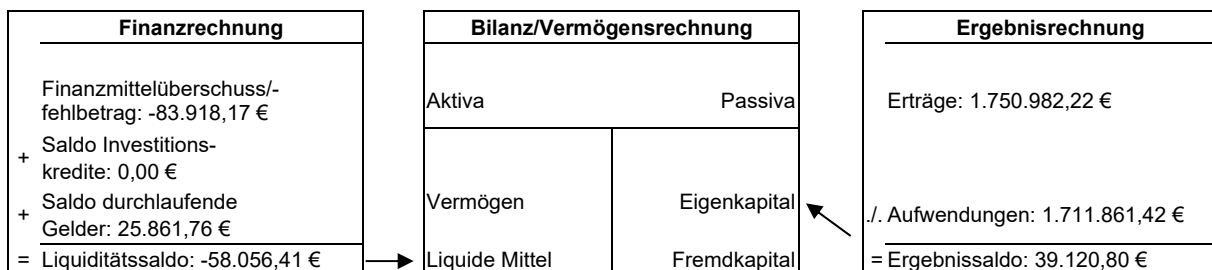 Finanzrechnung
Finanzmittelüberschuss/-
fehlbetrag: -83.918,17 €
+ Saldo Investitions-
kredite: 0,00 €
+ Saldo durchlaufende
Gelder: 25.861,76 €
= Liquiditätssaldo: -58.056,41 €
Bilanz/Vermögensrechnung
Aktiva Passiva
Vermögen Eigenkapital
Liquide Mittel Fremdkapital
Ergebnisrechnung
Erträge: 1.750.982,22 €
./. Aufwendungen: 1.711.861,42 €
= Ergebnissaldo: 39.120,80 €